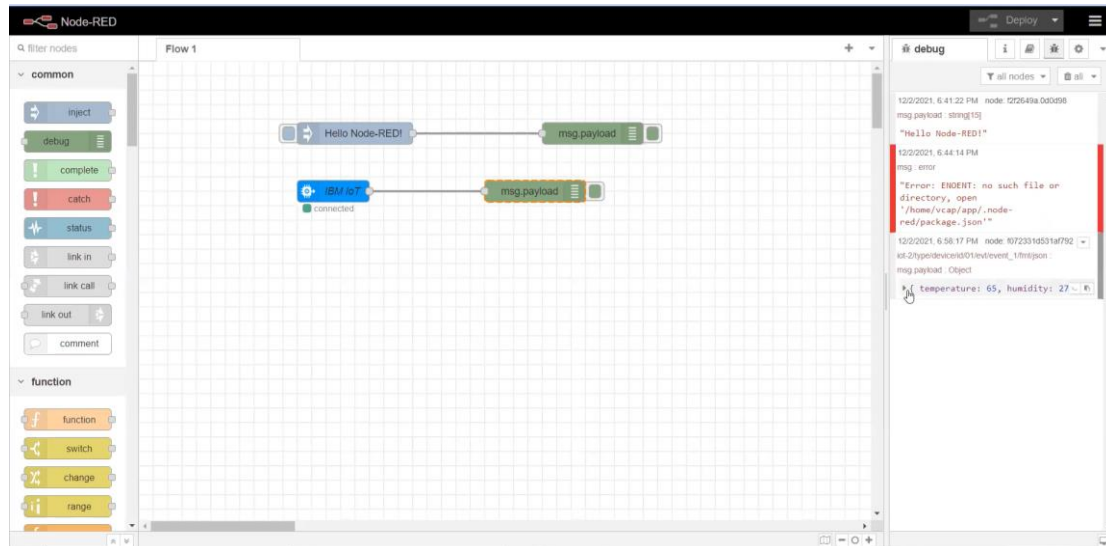 Node-RED
Deploy
filter nodes
Flow 1
debug
i
common
all nodes
all
inject
debug
complete
catch
status
link in
link call
link out
comment
function
function
switch
change
range
Hello Node-RED!
msg.payload
IBM IoT
msg.payload
connected
12/2/2021, 6:41:22 PM node: f2f2649a.0d0d98
msg.payload : string[15]
"Hello Node-RED!"
12/2/2021, 6:44:14 PM
msg : error
"Error: ENOENT: no such file or
directory, open
'/home/vcap/app/.node-
red/package.json'"
12/2/2021, 6:58:17 PM node: f072331d531af792
iot-2/type/device/id/01/evt/event_1/fmt/json :
msg.payload : Object
{ temperature: 65, humidity: 27